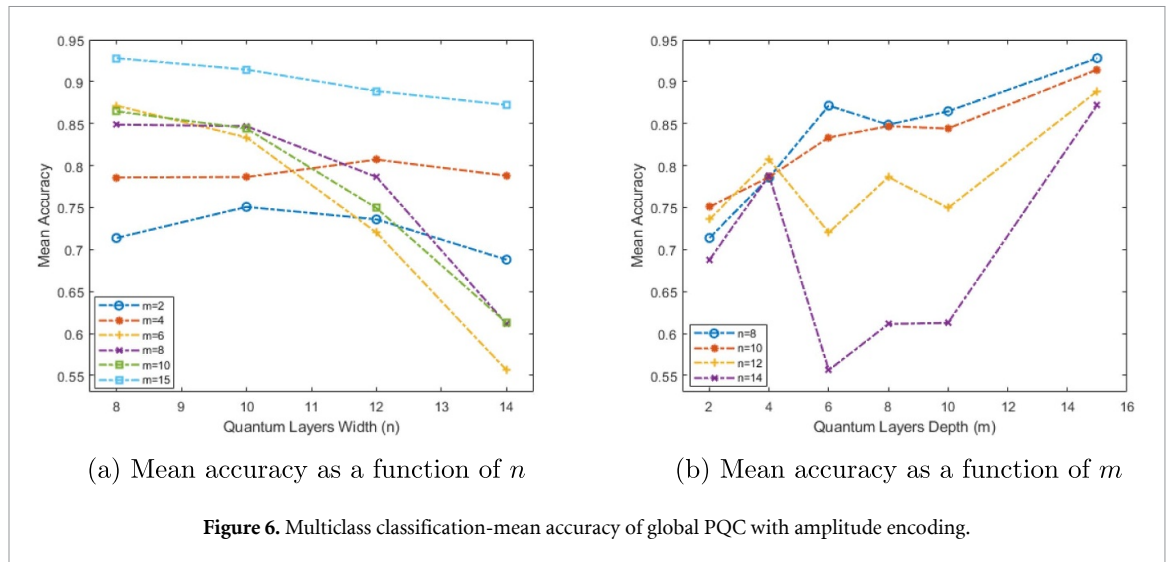 0.95
0.9
0.85
0.8
0.75
0.7
0.65
0.6
0.55
Mean Accuracy
m=2
m=4
m=6
m=8
m=10
m=15
8 9 10 11 12 13 14
Quantum Layers Width (n)
(a) Mean accuracy as a function of n
0.95
0.9
0.85
0.8
0.75
0.7
0.65
0.6
0.55
Mean Accuracy
n=8
n=10
n=12
n=14
2 4 6 8 10 12 14 16
Quantum Layers Depth (m)
(b) Mean accuracy as a function of m
Figure 6. Multiclass classification-mean accuracy of global PQC with amplitude encoding.